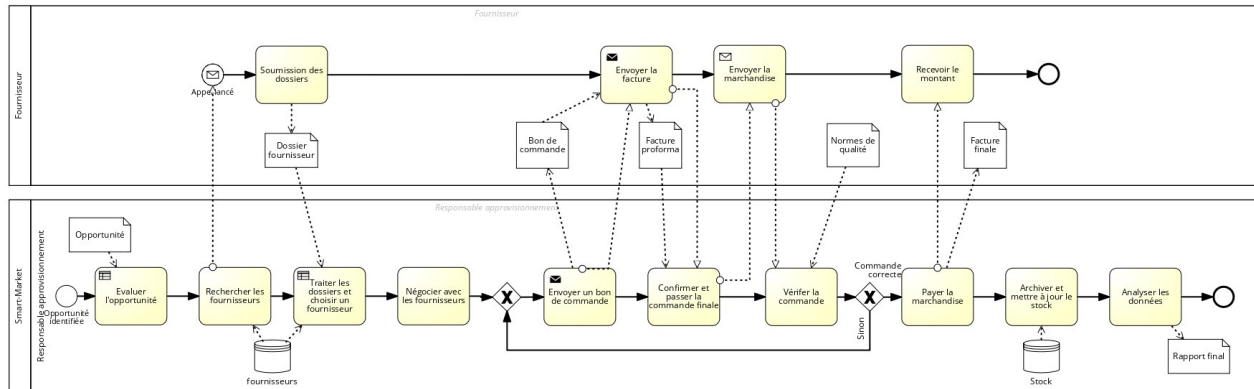 Fournisseur
Fournisseur
Appel lancé
Soumission des
dossiers
Dossier
fournisseur
Envoyer la
facture
Envoyer la
marchandise
Recevoir le
montant
Bon de
commande
Facture
proforma
Normes de
qualité
Facture
finale
Smart-Market
Responsable approvisionnement
Responsable approvisionnement
Opportunité
Opportunité
identifiée
Evaluer
l'opportunité
Rechercher les
fournisseurs
Traiter les
dossiers et
choisir un
fournisseur
fournisseurs
Négocier avec
les fournisseurs
X
Envoyer un bon
de commande
Confirmer et
passer la
commande finale
Vérifer la
commande
Commande
correcte
X
Sinon
Payer la
marchandise
Archiver et
mettre à jour le
stock
Stock
Analyser les
données
Rapport final